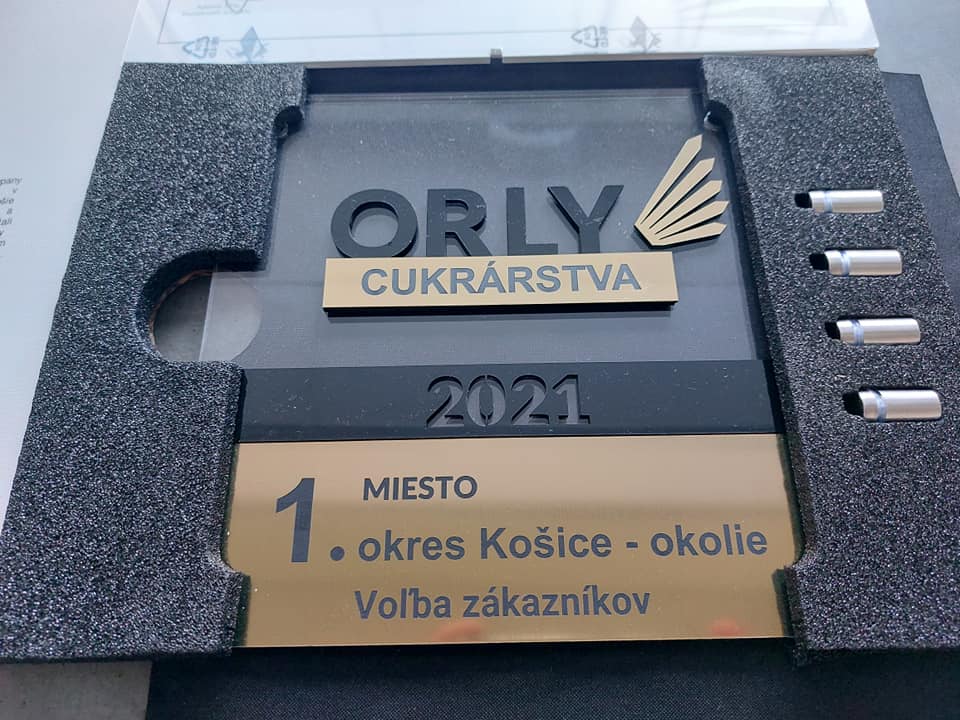 ORLY
CUKRÁRSTVA
2021
1. MIESTO
okres Košice - okolie
Voľba zákazníkov